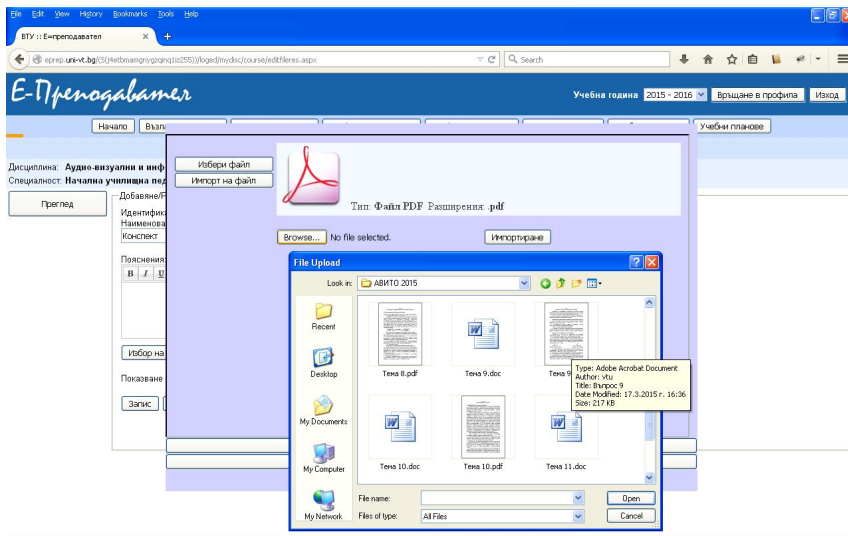 File Edit View History Bookmarks Tools Help
ВТУ :: Е=преподавател × +
eprep.uni-vt.bg/(S()4etbmamgnygzqinq1iz255))/loged/mydisc/course/editfileres.aspx Search
Е-Преподавател
Учебна година 2015 - 2016 Връщане в профила Изход
Начало Учебни планове
Дисциплина: Аудио-визуални и инф
Специалност: Начална училищна пед
Преглед
Добавяне/
Идентифик
Наименова
Конспект
Пояснения:
B I U
Избор на
Показване
Запис
Избери файл
Импорт на файл
Тип: Файл PDF Разширения: .pdf
Browse... No file selected. Импортиране
File Upload
Look in: АВИТО 2015
Recent
Desktop
My Documents
My Computer
My Network
Тема 8.pdf Тема 9.doc Тема 9
Type: Adobe Acrobat Document
Author: vtu
Title: Въпрос 9
Date Modified: 17.3.2015 г. 16:36
Size: 217 KB
Тема 10.doc Тема 10.pdf Тема 11.doc
File name: Open
Files of type: All Files Cancel